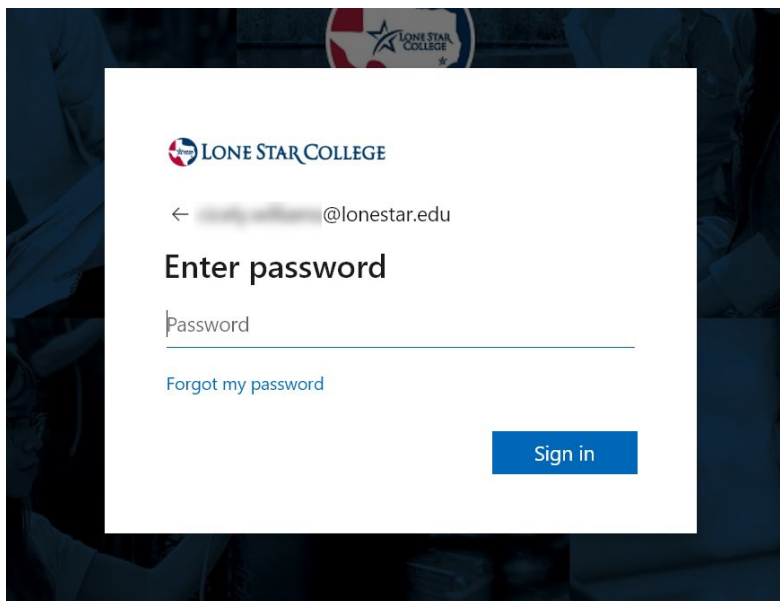 LONE STAR
COLLEGE
LONE STAR COLLEGE
@lonestar.edu
Enter password
Password
Forgot my password
Sign in